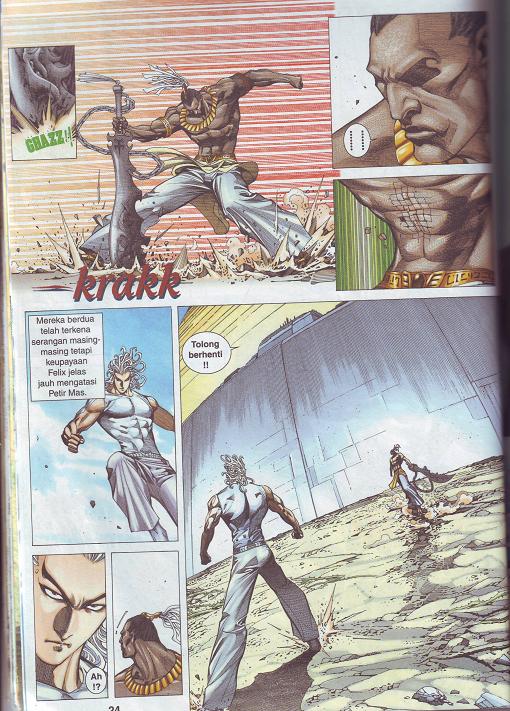 GRAZZ!!
krakk
Mereka berdua
telah terkena
serangan masing-
masing tetapi
keupayaan
Felix jelas
jauh mengatasi
Petir Mas.
Tolong
berhenti
!!
Ah
!?
24